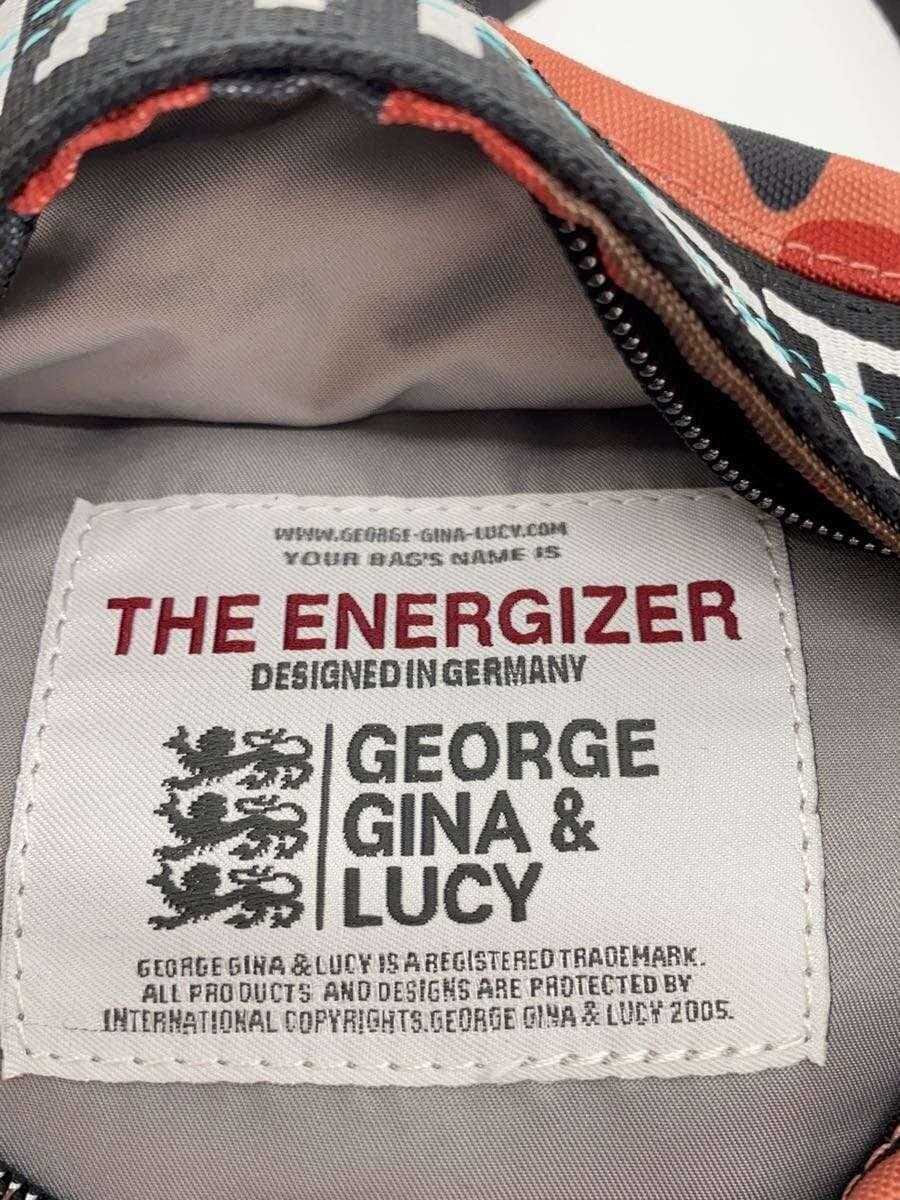 WWW.GEORGE-GINA-LUCY.COM
YOUR BAG'S NAME IS
THE ENERGIZER
DESIGNED IN GERMANY
GEORGE
GINA &
LUCY
GEORGE GINA & LUCY IS A REGISTERED TRADEMARK.
ALL PRODUCTS AND DESIGNS ARE PROTECTED BY
INTERNATIONAL COPYRIGHTS.GEORGE GINA & LUCY 2005.